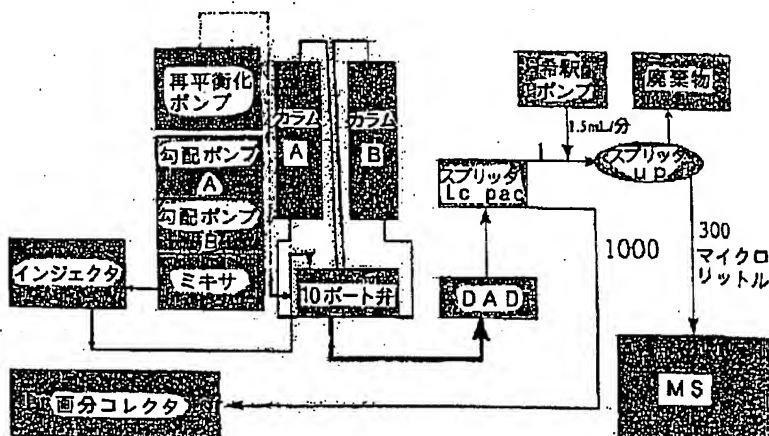 再平衡化
ポンプ
勾配ポンプ
A
勾配ポンプ
B
ミキサ
インジェクタ
カラム
A
カラム
B
10ポート弁
DAD
スプリッタ
Lc pac
希釈
ポンプ
1.5mL/分
1
廃棄物
スプリッタ
μP
1000
300
マイクロ
リットル
MS
画分コレクタ